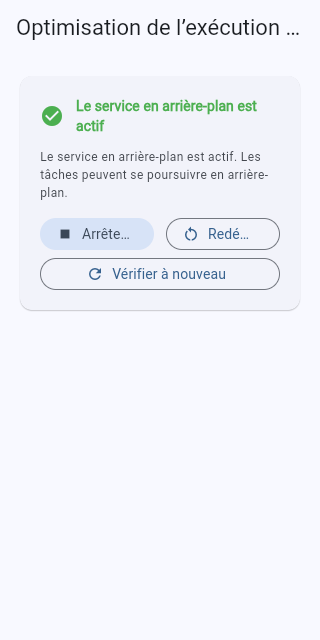 Optimisation de l’exécution …
Le service en arrière-plan est
actif
Le service en arrière-plan est actif. Les
tâches peuvent se poursuivre en arrière-
plan.
Arrête…
Redé…
Vérifier à nouveau